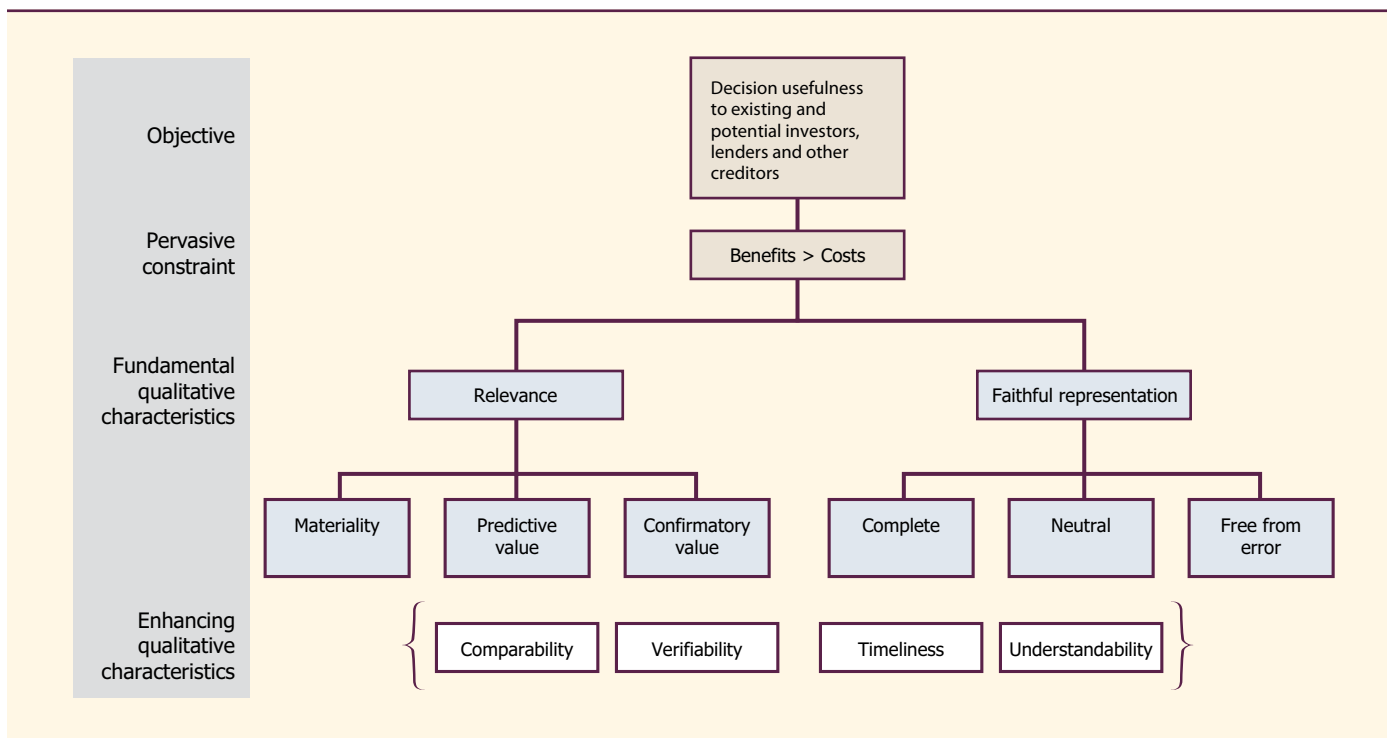 Objective
Decision usefulness
to existing and
potential investors,
lenders and other
creditors
Pervasive
constraint
Benefits > Costs
Fundamental
qualitative
characteristics
Relevance
Faithful representation
Materiality
Predictive
value
Confirmatory
value
Complete
Neutral
Free from
error
Enhancing
qualitative
characteristics
Comparability
Verifiability
Timeliness
Understandability